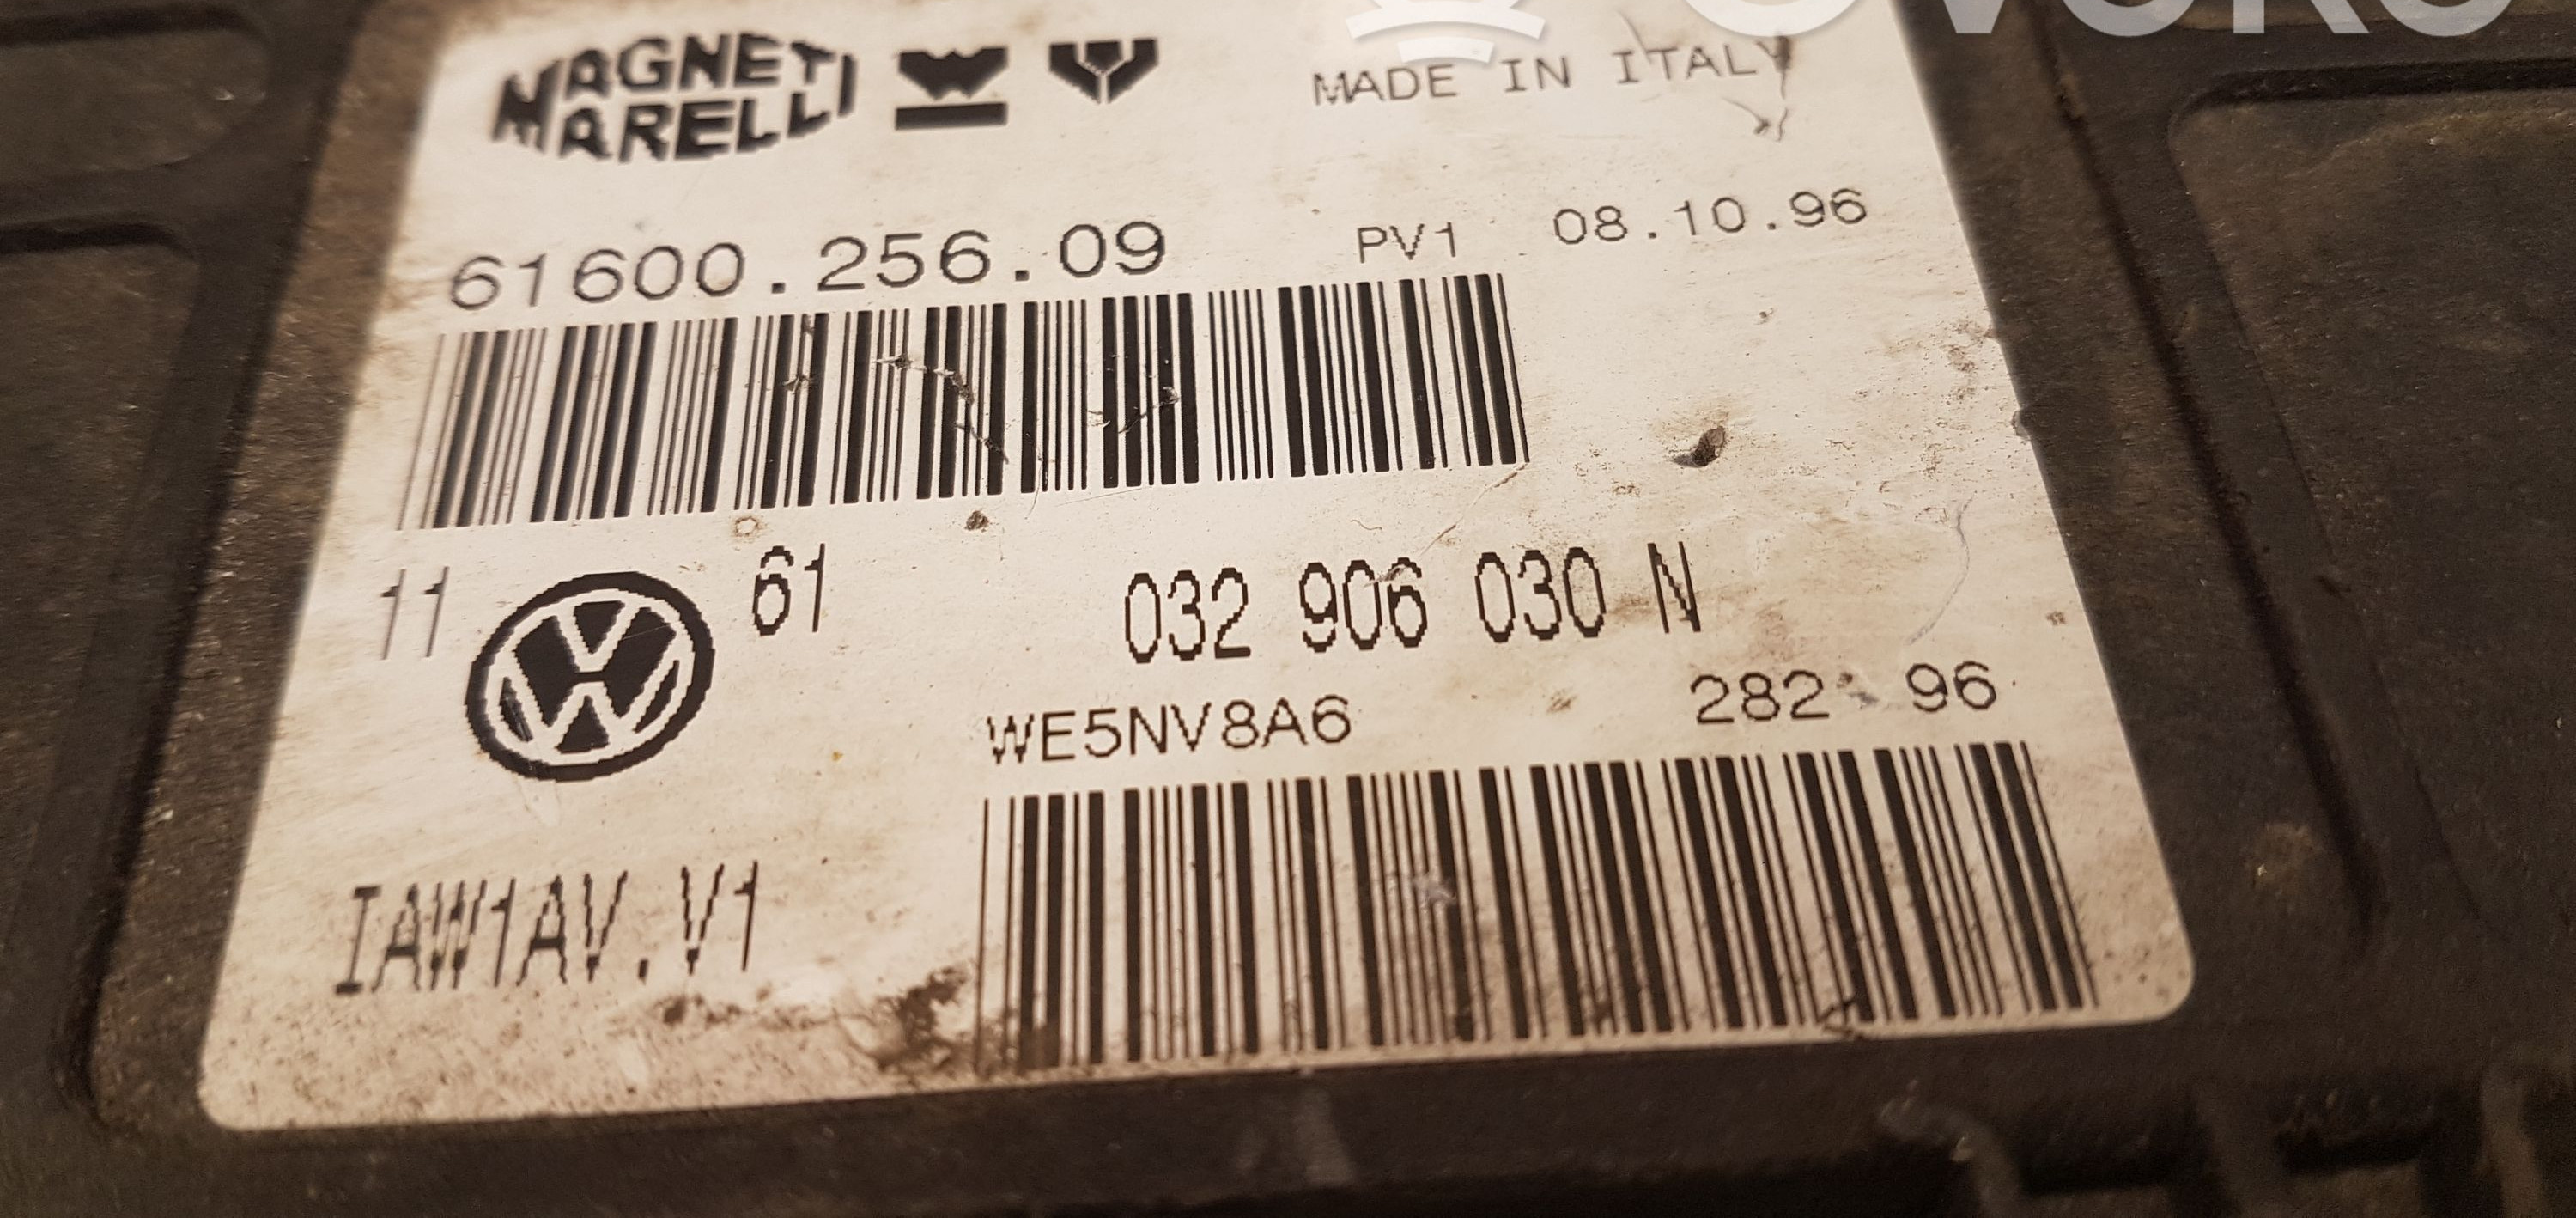 MAGNETI
MARELLI
MADE IN ITALY
61600.256.09 PV1 08.10.96
11 61 032 906 030 N
WE5NV8A6 282 96
IAW1AV.V1